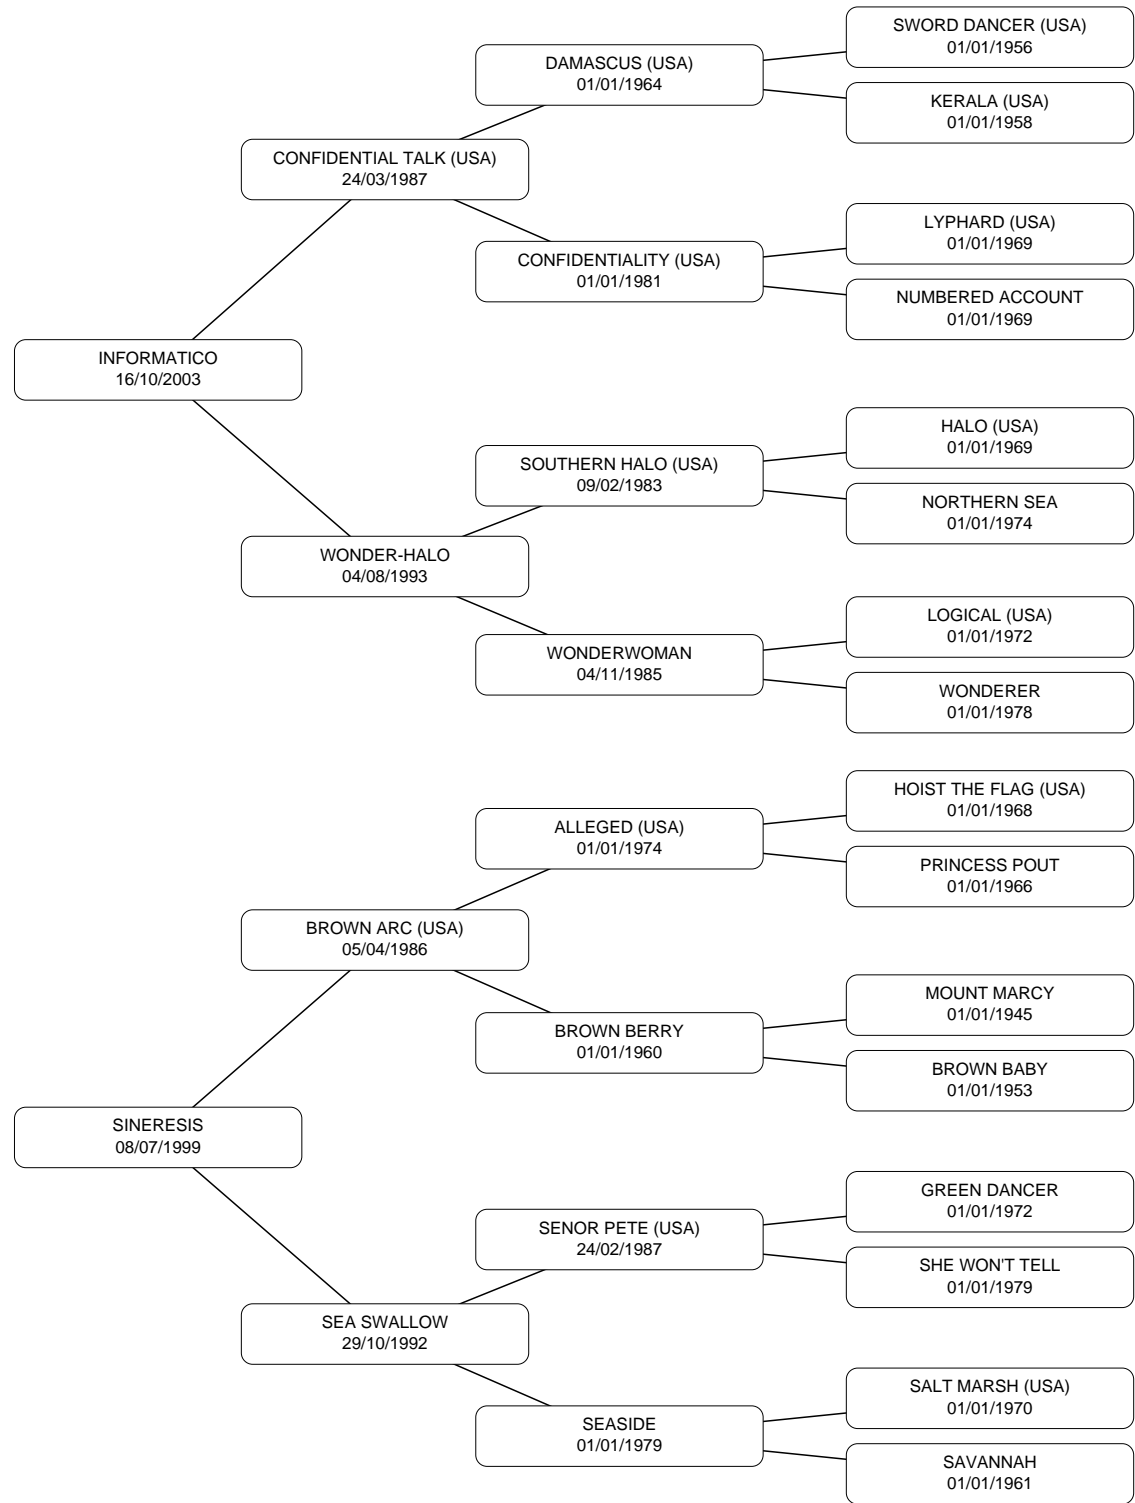 SWORD DANCER (USA)
01/01/1956
DAMASCUS (USA)
01/01/1964
KERALA (USA)
01/01/1958
CONFIDENTIAL TALK (USA)
24/03/1987
LYPHARD (USA)
01/01/1969
CONFIDENTIALITY (USA)
01/01/1981
NUMBERED ACCOUNT
01/01/1969
INFORMATICO
16/10/2003
HALO (USA)
01/01/1969
SOUTHERN HALO (USA)
09/02/1983
NORTHERN SEA
01/01/1974
WONDER-HALO
04/08/1993
LOGICAL (USA)
01/01/1972
WONDERWOMAN
04/11/1985
WONDERER
01/01/1978
HOIST THE FLAG (USA)
01/01/1968
ALLEGED (USA)
01/01/1974
PRINCESS POUT
01/01/1966
BROWN ARC (USA)
05/04/1986
MOUNT MARCY
01/01/1945
BROWN BERRY
01/01/1960
BROWN BABY
01/01/1953
SINERESIS
08/07/1999
GREEN DANCER
01/01/1972
SENOR PETE (USA)
24/02/1987
SHE WON'T TELL
01/01/1979
SEA SWALLOW
29/10/1992
SALT MARSH (USA)
01/01/1970
SEASIDE
01/01/1979
SAVANNAH
01/01/1961